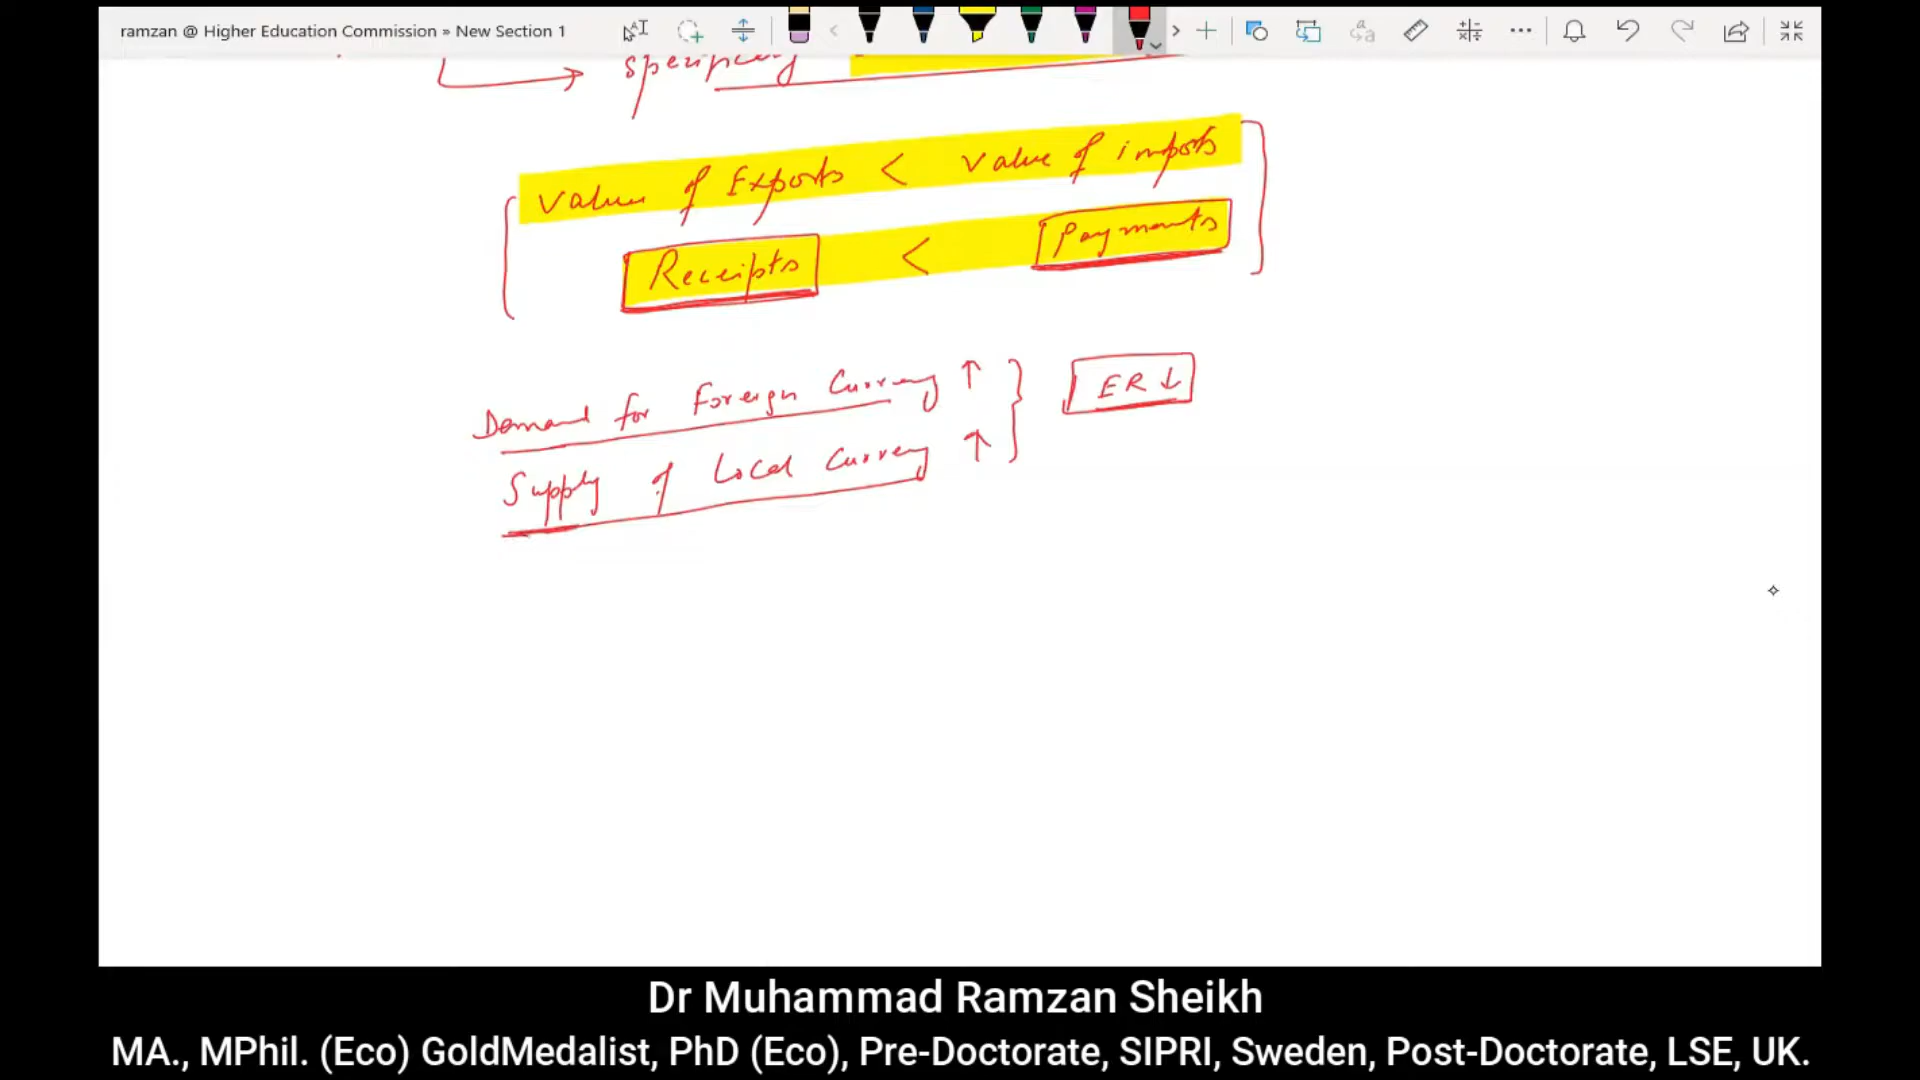 ramzan @ Higher Education Commission » New Section 1
Value of Exports < Value of imports
Receipts < Payments
Demand for Foreign Currency ↑
ER ↓
Supply of Local Currency ↑
Dr Muhammad Ramzan Sheikh
MA., MPhil. (Eco) GoldMedalist, PhD (Eco), Pre-Doctorate, SIPRI, Sweden, Post-Doctorate, LSE, UK.